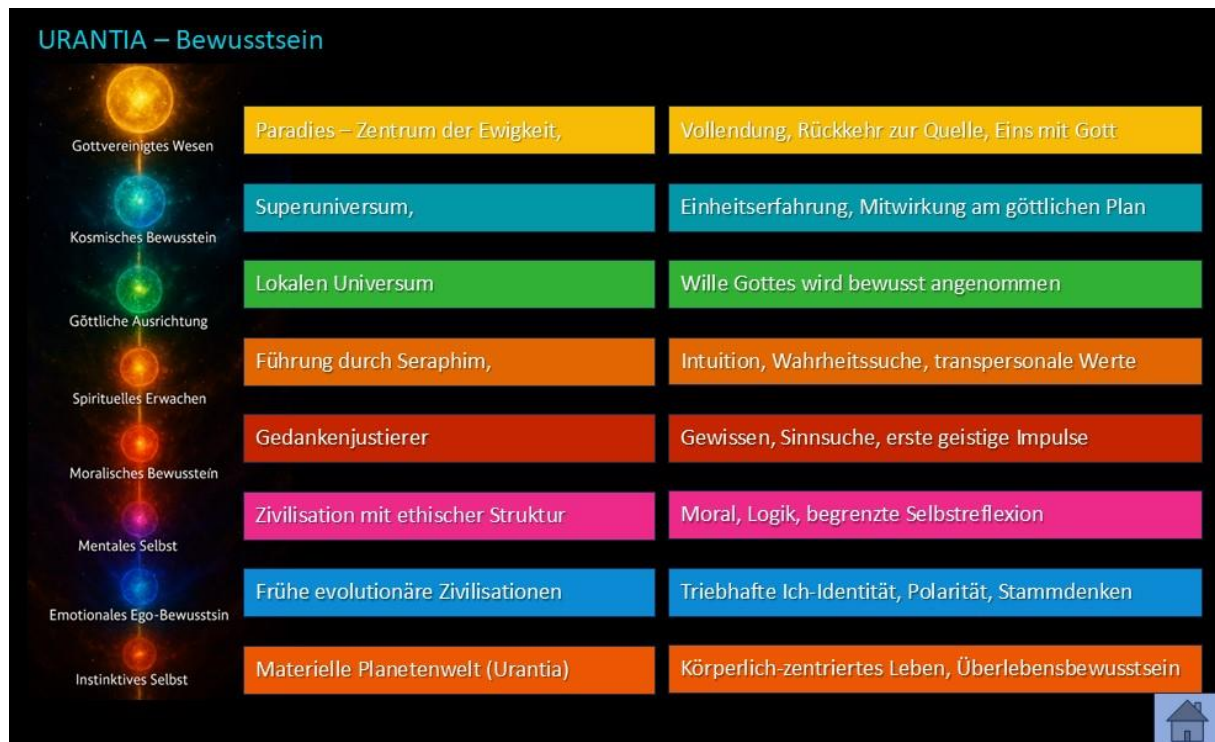 URANTIA – Bewusstsein
Gottvereinigtes Wesen
Paradies – Zentrum der Ewigkeit,
Vollendung, Rückkehr zur Quelle, Eins mit Gott
Kosmisches Bewusstein
Superuniversum,
Einheitserfahrung, Mitwirkung am göttlichen Plan
Göttliche Ausrichtung
Lokalen Universum
Wille Gottes wird bewusst angenommen
Spirituelles Erwachen
Führung durch Seraphim,
Intuition, Wahrheitssuche, transpersonale Werte
Moralisches Bewusstein
Gedankenjustierer
Gewissen, Sinnsuche, erste geistige Impulse
Mentales Selbst
Zivilisation mit ethischer Struktur
Moral, Logik, begrenzte Selbstreflexion
Emotionales Ego-Bewusstsin
Frühe evolutionäre Zivilisationen
Triebhafte Ich-Identität, Polarität, Stammdenken
Instinktives Selbst
Materielle Planetenwelt (Urantia)
Körperlich-zentriertes Leben, Überlebensbewusstsein